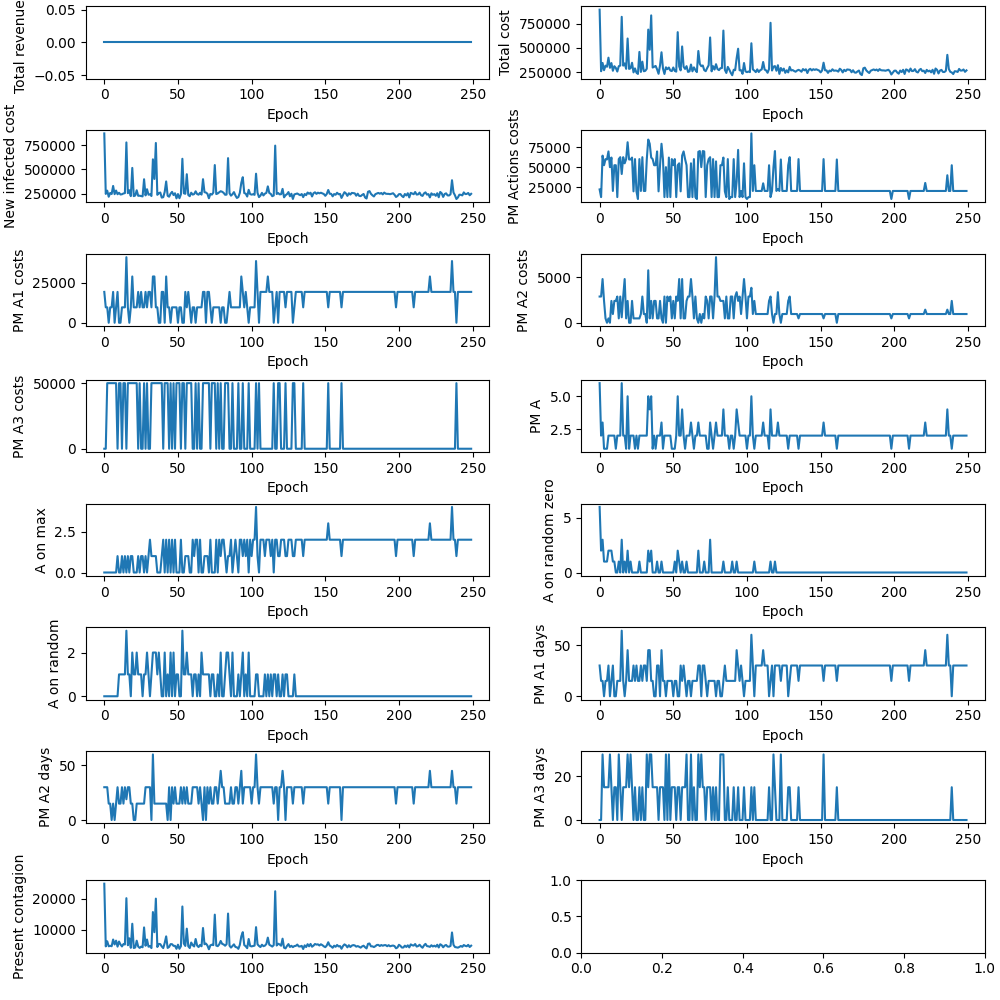 Total revenue
0.05
0.00
−0.05
0 50 100 150 200 250
Epoch
Total cost
750000
500000
250000
0 50 100 150 200 250
Epoch
New infected cost
750000
500000
250000
0 50 100 150 200 250
Epoch
PM Actions costs
75000
50000
25000
0 50 100 150 200 250
Epoch
PM A1 costs
25000
0
0 50 100 150 200 250
Epoch
PM A2 costs
5000
0
0 50 100 150 200 250
Epoch
PM A3 costs
50000
0
0 50 100 150 200 250
Epoch
PM A
5.0
2.5
0 50 100 150 200 250
Epoch
A on max
2.5
0.0
0 50 100 150 200 250
Epoch
A on random zero
5
0
0 50 100 150 200 250
Epoch
A on random
2
0
0 50 100 150 200 250
Epoch
PM A1 days
50
0
0 50 100 150 200 250
Epoch
PM A2 days
50
0
0 50 100 150 200 250
Epoch
PM A3 days
20
0
0 50 100 150 200 250
Epoch
Present contagion
20000
10000
0 50 100 150 200 250
Epoch
1.0
0.5
0.0
0.0 0.2 0.4 0.6 0.8 1.0